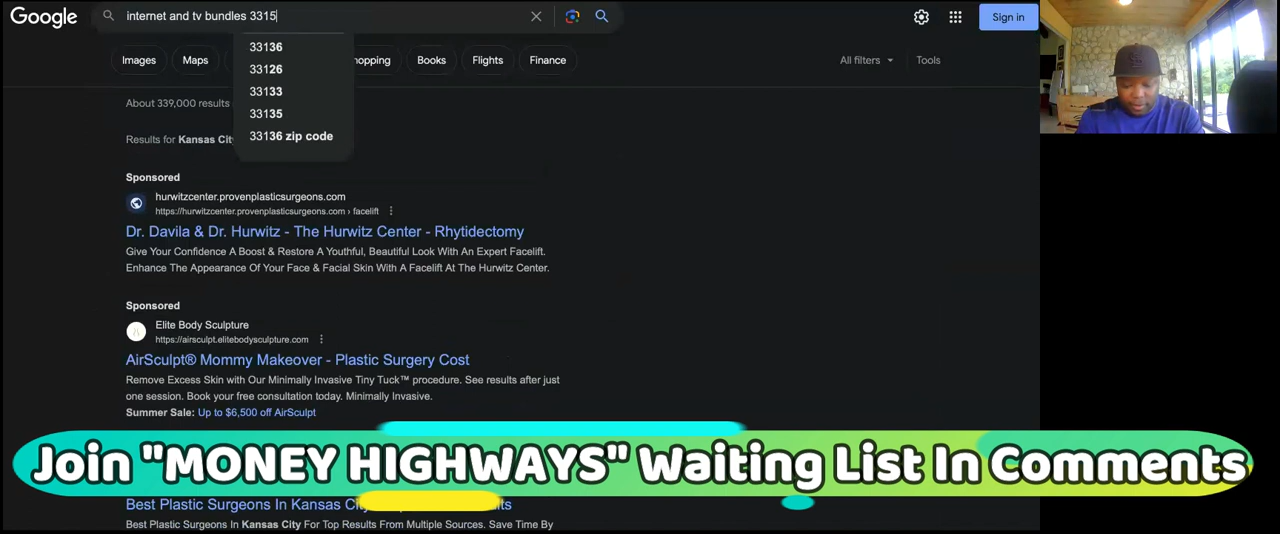 Google
internet and tv bundles 3315
Sign in
33136
33126
33133
33135
33136 zip code
Images
Maps
hopping
Books
Flights
Finance
All filters
Tools
About 339,000 results
Results for Kansas City
Sponsored
hurwitzcenter.provenplasticsurgeons.com
https://hurwitzcenter.provenplasticsurgeons.com › facelift
Dr. Davila & Dr. Hurwitz - The Hurwitz Center - Rhytidectomy
Give Your Confidence A Boost & Restore A Youthful, Beautiful Look With An Expert Facelift.
Enhance The Appearance Of Your Face & Facial Skin With A Facelift At The Hurwitz Center.
Sponsored
Elite Body Sculpture
https://airsculpt.elitebodysculpture.com
AirSculpt® Mommy Makeover - Plastic Surgery Cost
Remove Excess Skin with Our Minimally Invasive Tiny Tuck™ procedure. See results after just
one session. Book your free consultation today. Minimally Invasive.
Summer Sale: Up to $6,500 off AirSculpt
Join "MONEY HIGHWAYS" Waiting List In Comments
Best Plastic Surgeons In Kansas City
Best Plastic Surgeons In Kansas City For Top Results From Multiple Sources. Save Time By